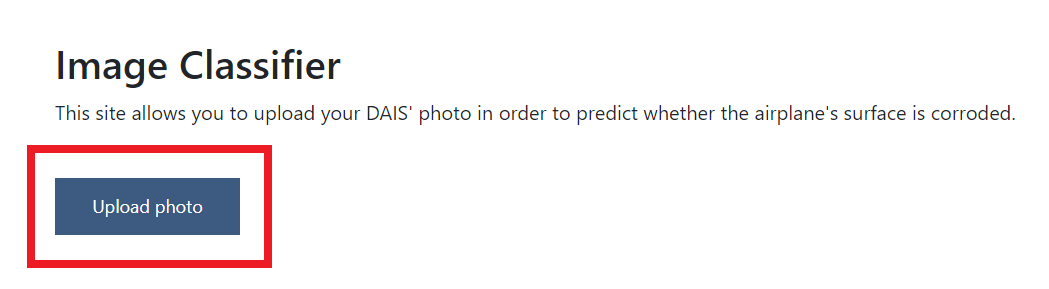 Image Classifier
This site allows you to upload your DAIS' photo in order to predict whether the airplane's surface is corroded.
Upload photo